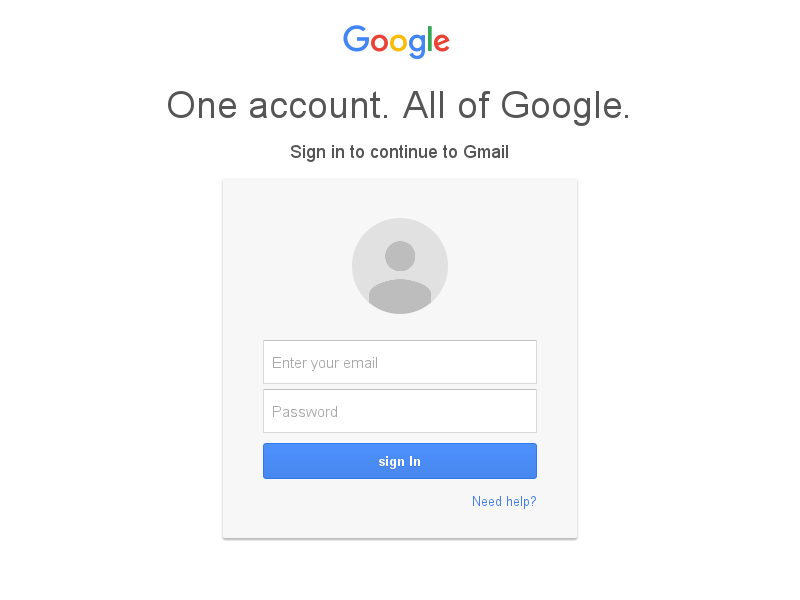 Google
One account. All of Google.
Sign in to continue to Gmail
Enter your email
Password
sign In
Need help?